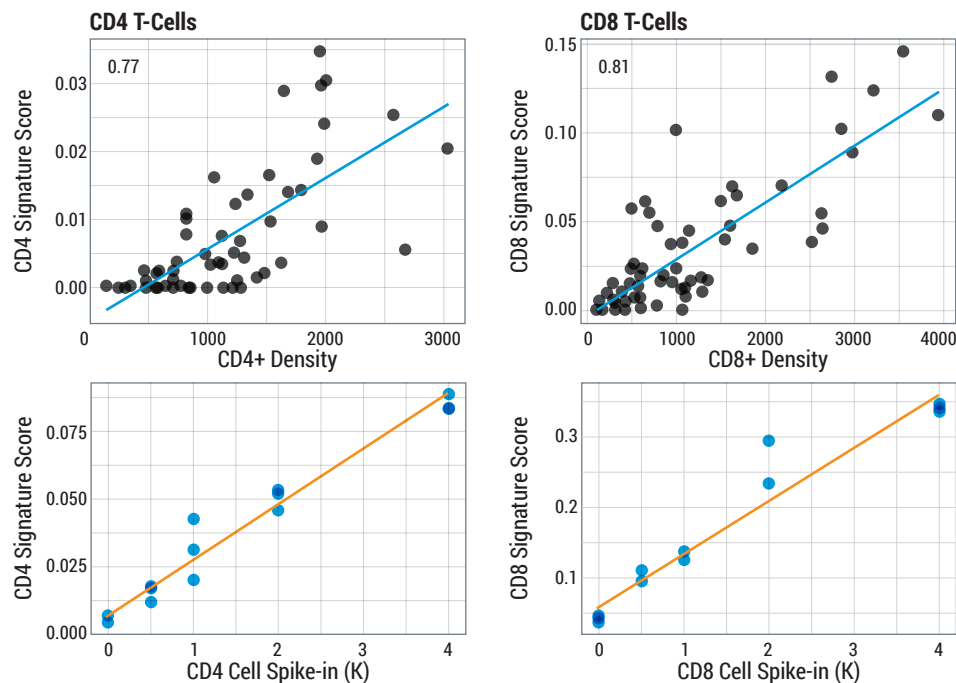 CD4 T-Cells
0.77
CD4 Signature Score
0.03
0.02
0.01
0.00
0 1000 2000 3000
CD4+ Density
CD8 T-Cells
0.81
CD8 Signature Score
0.15
0.10
0.05
0.00
0 1000 2000 3000 4000
CD8+ Density
CD4 Signature Score
0.075
0.050
0.025
0.000
0 1 2 4
CD4 Cell Spike-in (K)
CD8 Signature Score
0.3
0.2
0.1
0 1 2 4
CD8 Cell Spike-in (K)